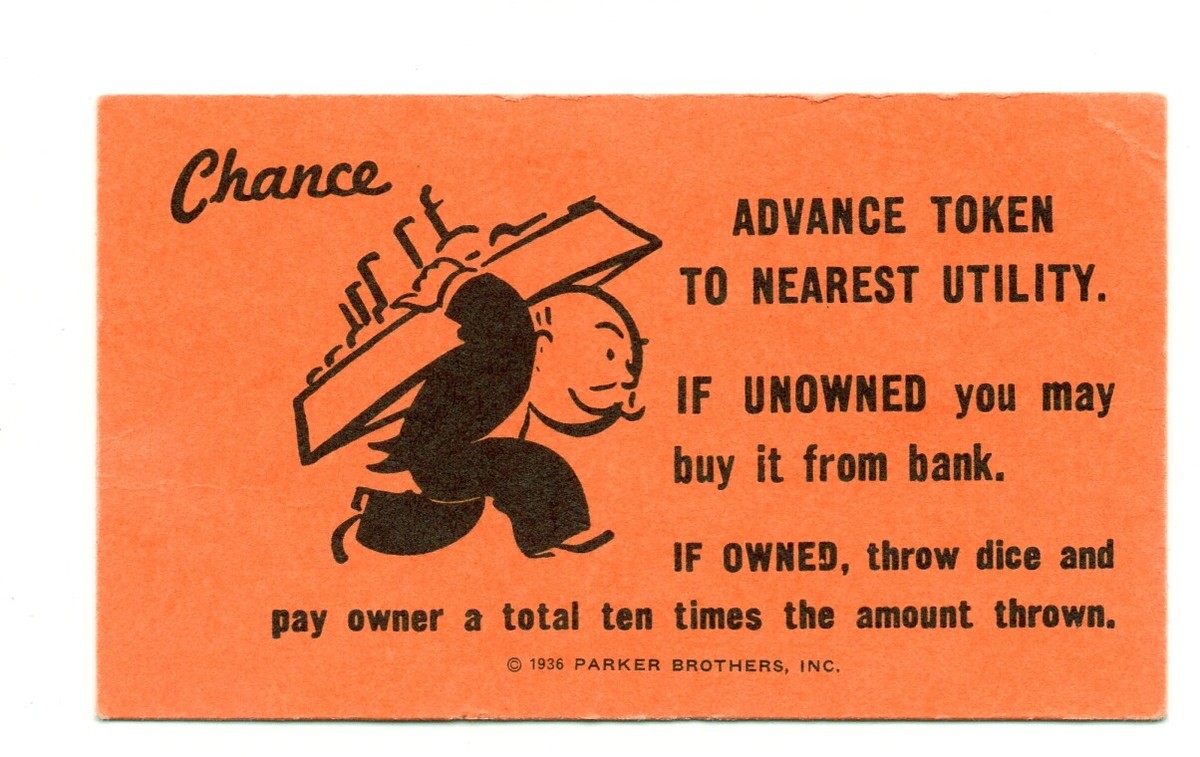 Chance
ADVANCE TOKEN
TO NEAREST UTILITY.
IF UNOWNED you may
buy it from bank.
IF OWNED, throw dice and
pay owner a total ten times the amount thrown.
© 1936 PARKER BROTHERS, INC.